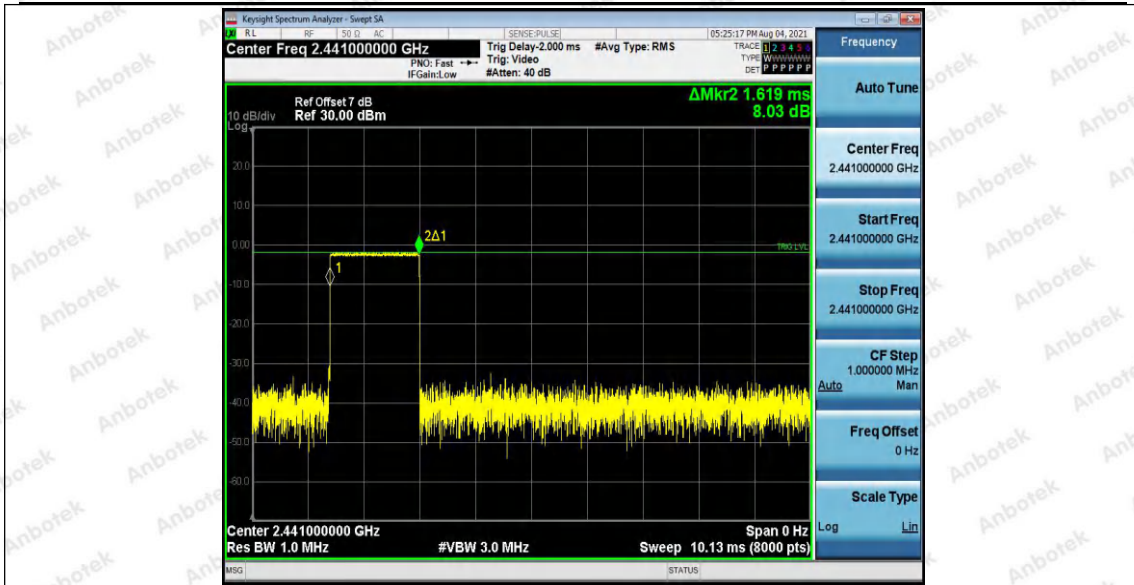 Keysight Spectrum Analyzer - Swept SA
RL RF 50 Ω AC SENSE:PULSE 05:25:17 PM Aug 04, 2021
Center Freq 2.441000000 GHz
PNO: Fast
IFGain:Low
Trig Delay-2.000 ms
Trig: Video
#Atten: 40 dB
#Avg Type: RMS
TRACE 1 2 3 4 5 6
TYPE WWWWWW
DET P P P P P P
ΔMkr2 1.619 ms
8.03 dB
Ref Offset 7 dB
10 dB/div Ref 30.00 dBm
Log
20.0
10.0
0.00
-10.0
-20.0
-30.0
-40.0
-50.0
-60.0
2Δ1
1
TRIG LVL
Center 2.441000000 GHz Span 0 Hz
Res BW 1.0 MHz #VBW 3.0 MHz Sweep 10.13 ms (8000 pts)
MSG STATUS
Frequency
Auto Tune
Center Freq
2.441000000 GHz
Start Freq
2.441000000 GHz
Stop Freq
2.441000000 GHz
CF Step
1.000000 MHz
Auto Man
Freq Offset
0 Hz
Scale Type
Log Lin
Anbotek